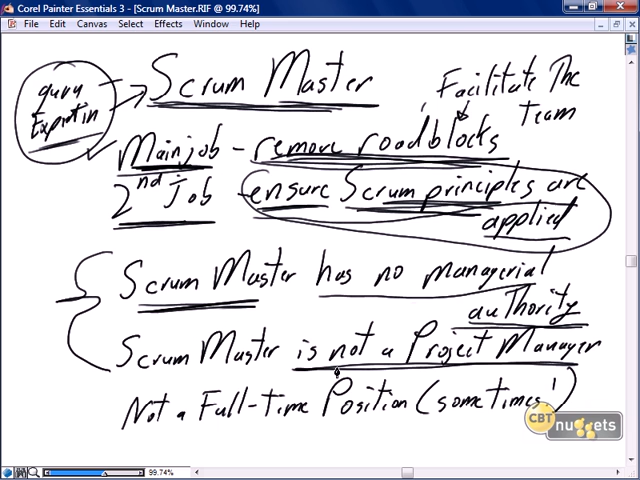 Corel Painter Essentials 3 - [Scrum Master.RIF @ 99.74%]
File Edit Canvas Select Effects Window Help
guru
Expert in
Scrum Master
Facilitate The
Team
Main job - remove roadblocks
2nd Job - ensure Scrum principles are
applied
Scrum Master has no managerial
authority
Scrum Master is not a Project Manager
Not a Full-time Position (sometimes!)
CBT
nuggets
99.74%